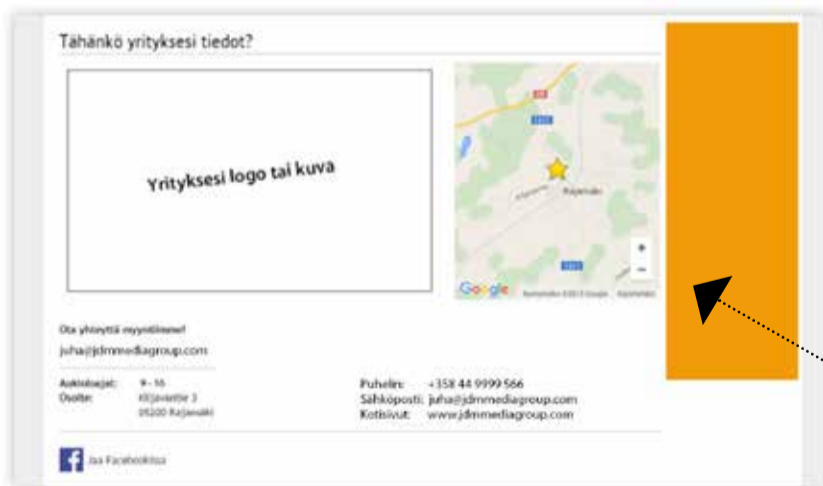 Tähänkö yrityksesi tiedot?
Yrityksesi logo tai kuva
Rajamäki
+
-
Google
Ota yhteyttä myyntiimme!
juha@jdmmediagroup.com
Aukioloajat: 9 - 16
Osoite: Kiljavantie 3
05200 Rajamäki
Puhelin: +358 44 9999 566
Sähköposti: juha@jdmmediagroup.com
Kotisivut: www.jdmmediagroup.com
f Jaa Facebookissa